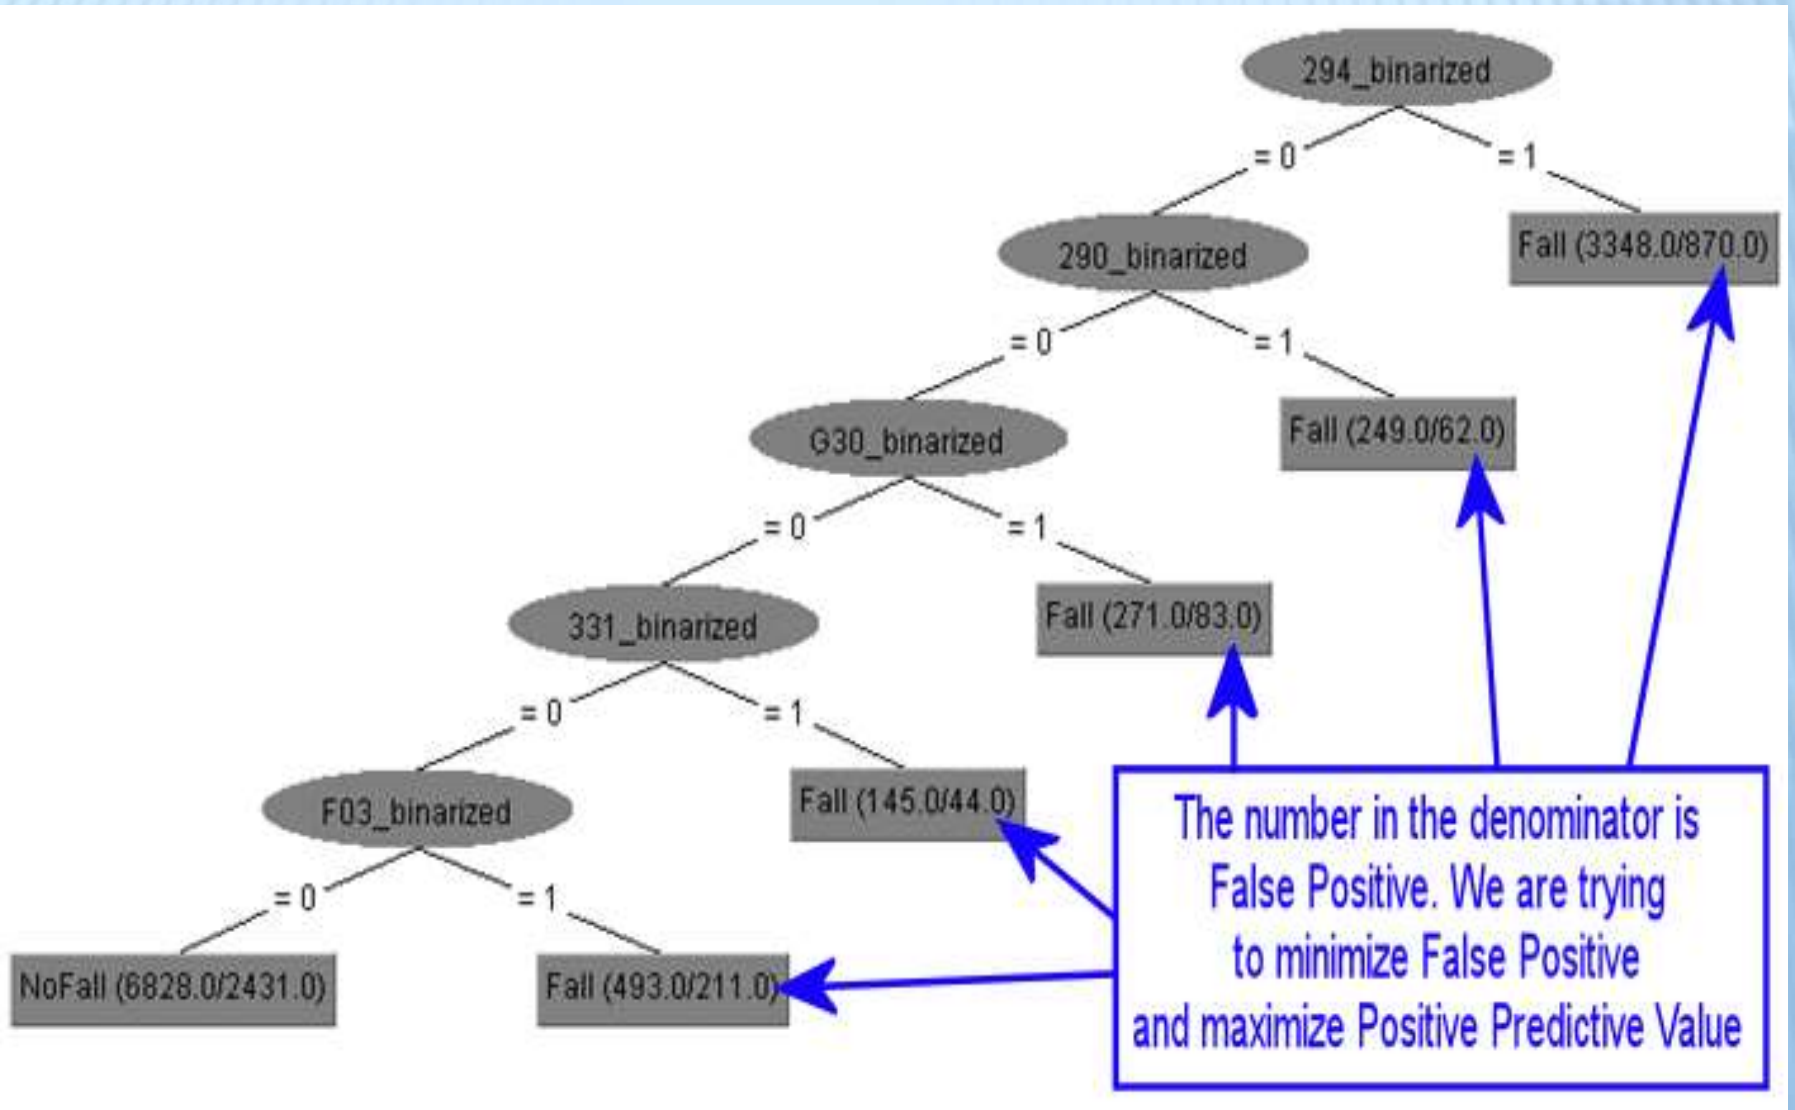 294_binarized
= 0
= 1
290_binarized
Fall (3348.0/870.0)
= 0
= 1
G30_binarized
Fall (249.0/62.0)
= 0
= 1
331_binarized
Fall (271.0/83.0)
= 0
= 1
F03_binarized
Fall (145.0/44.0)
= 0
= 1
NoFall (6828.0/2431.0)
Fall (493.0/211.0)
The number in the denominator is
False Positive. We are trying
to minimize False Positive
and maximize Positive Predictive Value